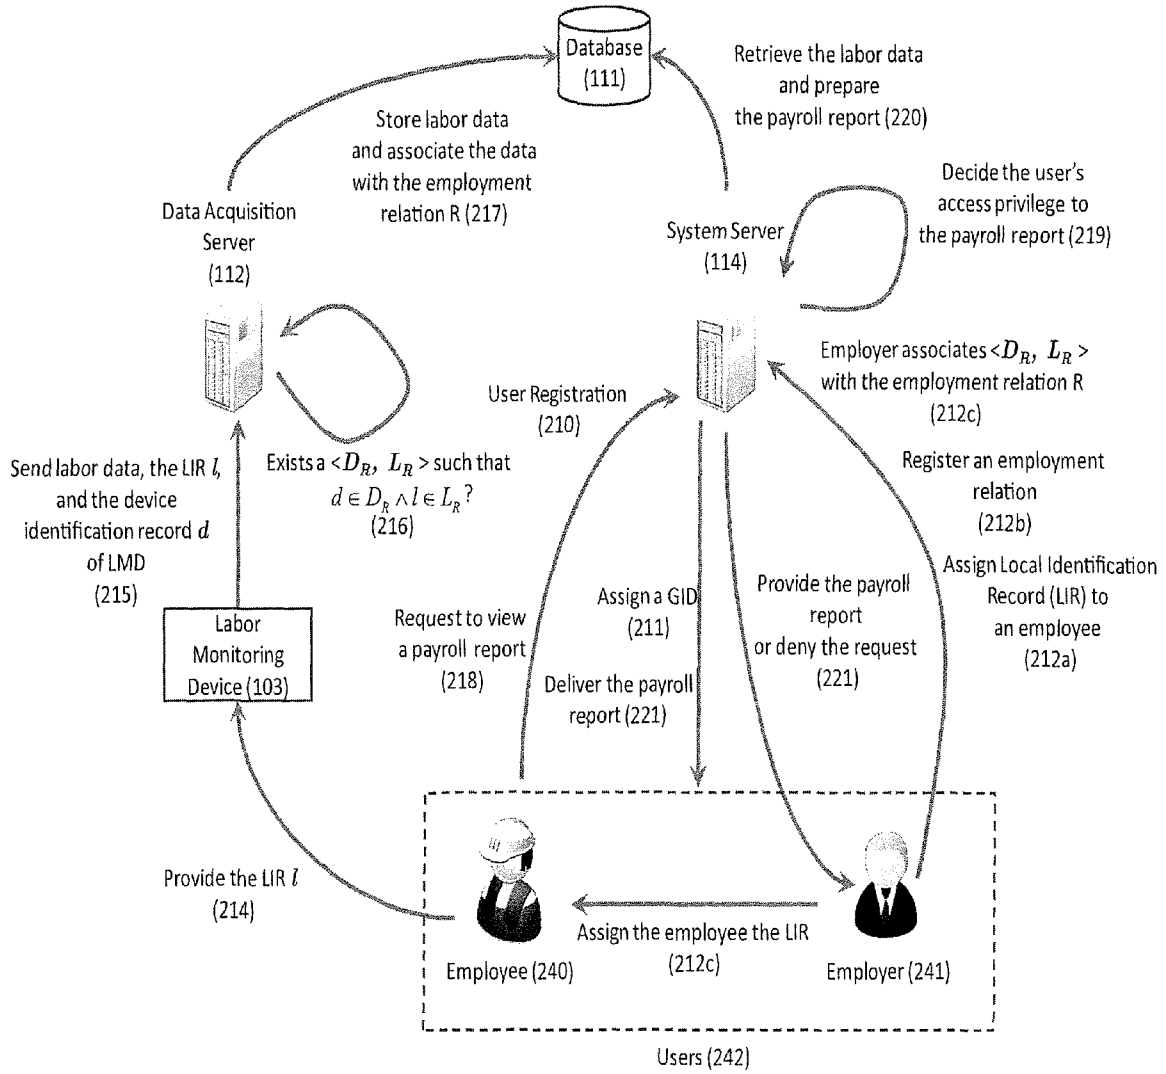 Database
(111)
Retrieve the labor data
and prepare
the payroll report (220)
Store labor data
and associate the data
with the employment
relation R (217)
Decide the user's
access privilege to
the payroll report (219)
Data Acquisition
Server
(112)
System Server
(114)
Employer associates <D_R, L_R>
with the employment relation R
(212c)
User Registration
(210)
Send labor data, the LIR l,
and the device
identification record d
of LMD
(215)
Exists a <D_R, L_R> such that
d ∈ D_R ∧ l ∈ L_R?
(216)
Register an employment
relation
(212b)
Assign Local Identification
Record (LIR) to
an employee
(212a)
Labor
Monitoring
Device (103)
Request to view
a payroll report
(218)
Assign a GID
(211)
Provide the payroll
report
or deny the request
(221)
Deliver the payroll
report (221)
Provide the LIR l
(214)
Assign the employee the LIR
(212c)
Employee (240)
Employer (241)
Users (242)